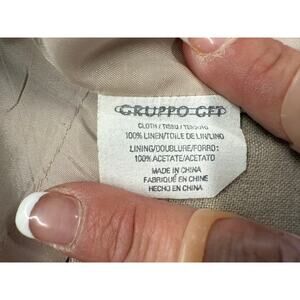 GRUPPO GFT
CLOTH/TISSU/TEJIDO
100% LINEN/TOILE DE LIN/LINO
LINING/DOUBLURE/FORRO:
100% ACETATE/ACETATO
MADE IN CHINA
FABRIQUÉ EN CHINE
HECHO EN CHINA